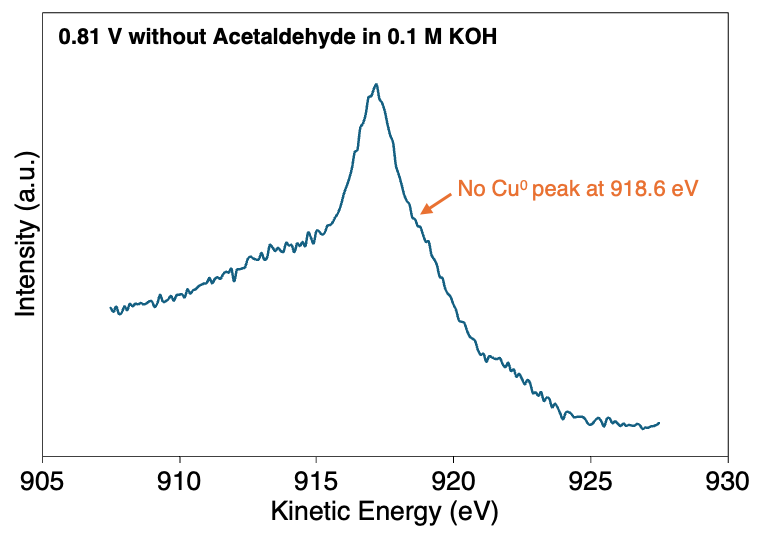 0.81 V without Acetaldehyde in 0.1 M KOH
No Cu⁰ peak at 918.6 eV
Intensity (a.u.)
905 910 915 920 925 930
Kinetic Energy (eV)